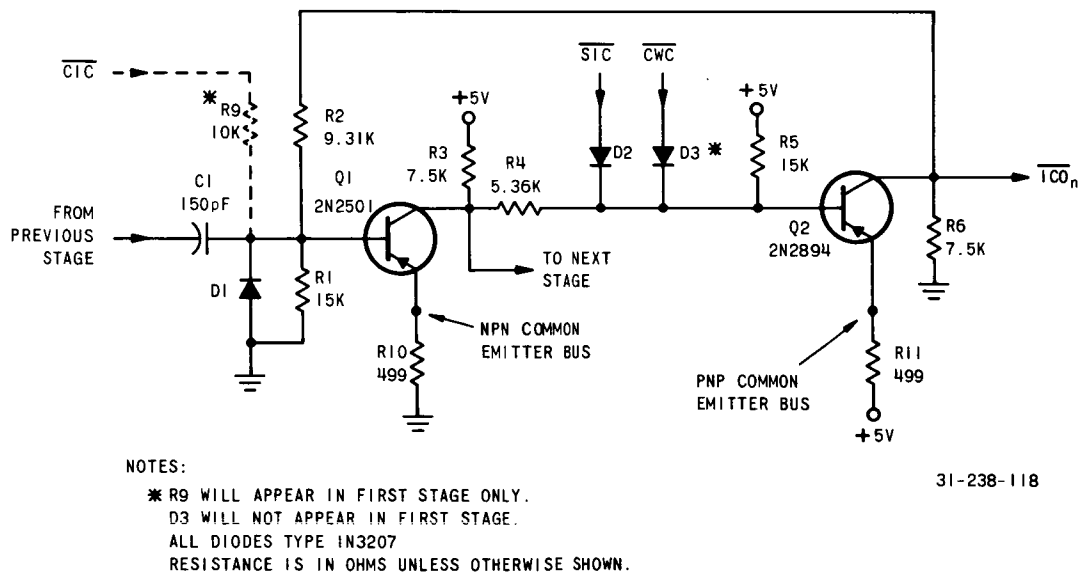 SIC
CWC
CIC
*
R9
10K
R2
9.31K
+5V
R3
7.5K
R4
5.36K
D2
D3 *
+5V
R5
15K
C1
150pF
Q1
2N2501
FROM
PREVIOUS
STAGE
Q2
2N2894
ICOn
R6
7.5K
D1
R1
15K
TO NEXT
STAGE
NPN COMMON
EMITTER BUS
R10
499
PNP COMMON
EMITTER BUS
R11
499
+5V
NOTES:
* R9 WILL APPEAR IN FIRST STAGE ONLY.
D3 WILL NOT APPEAR IN FIRST STAGE.
ALL DIODES TYPE IN3207
RESISTANCE IS IN OHMS UNLESS OTHERWISE SHOWN.
31-238-118